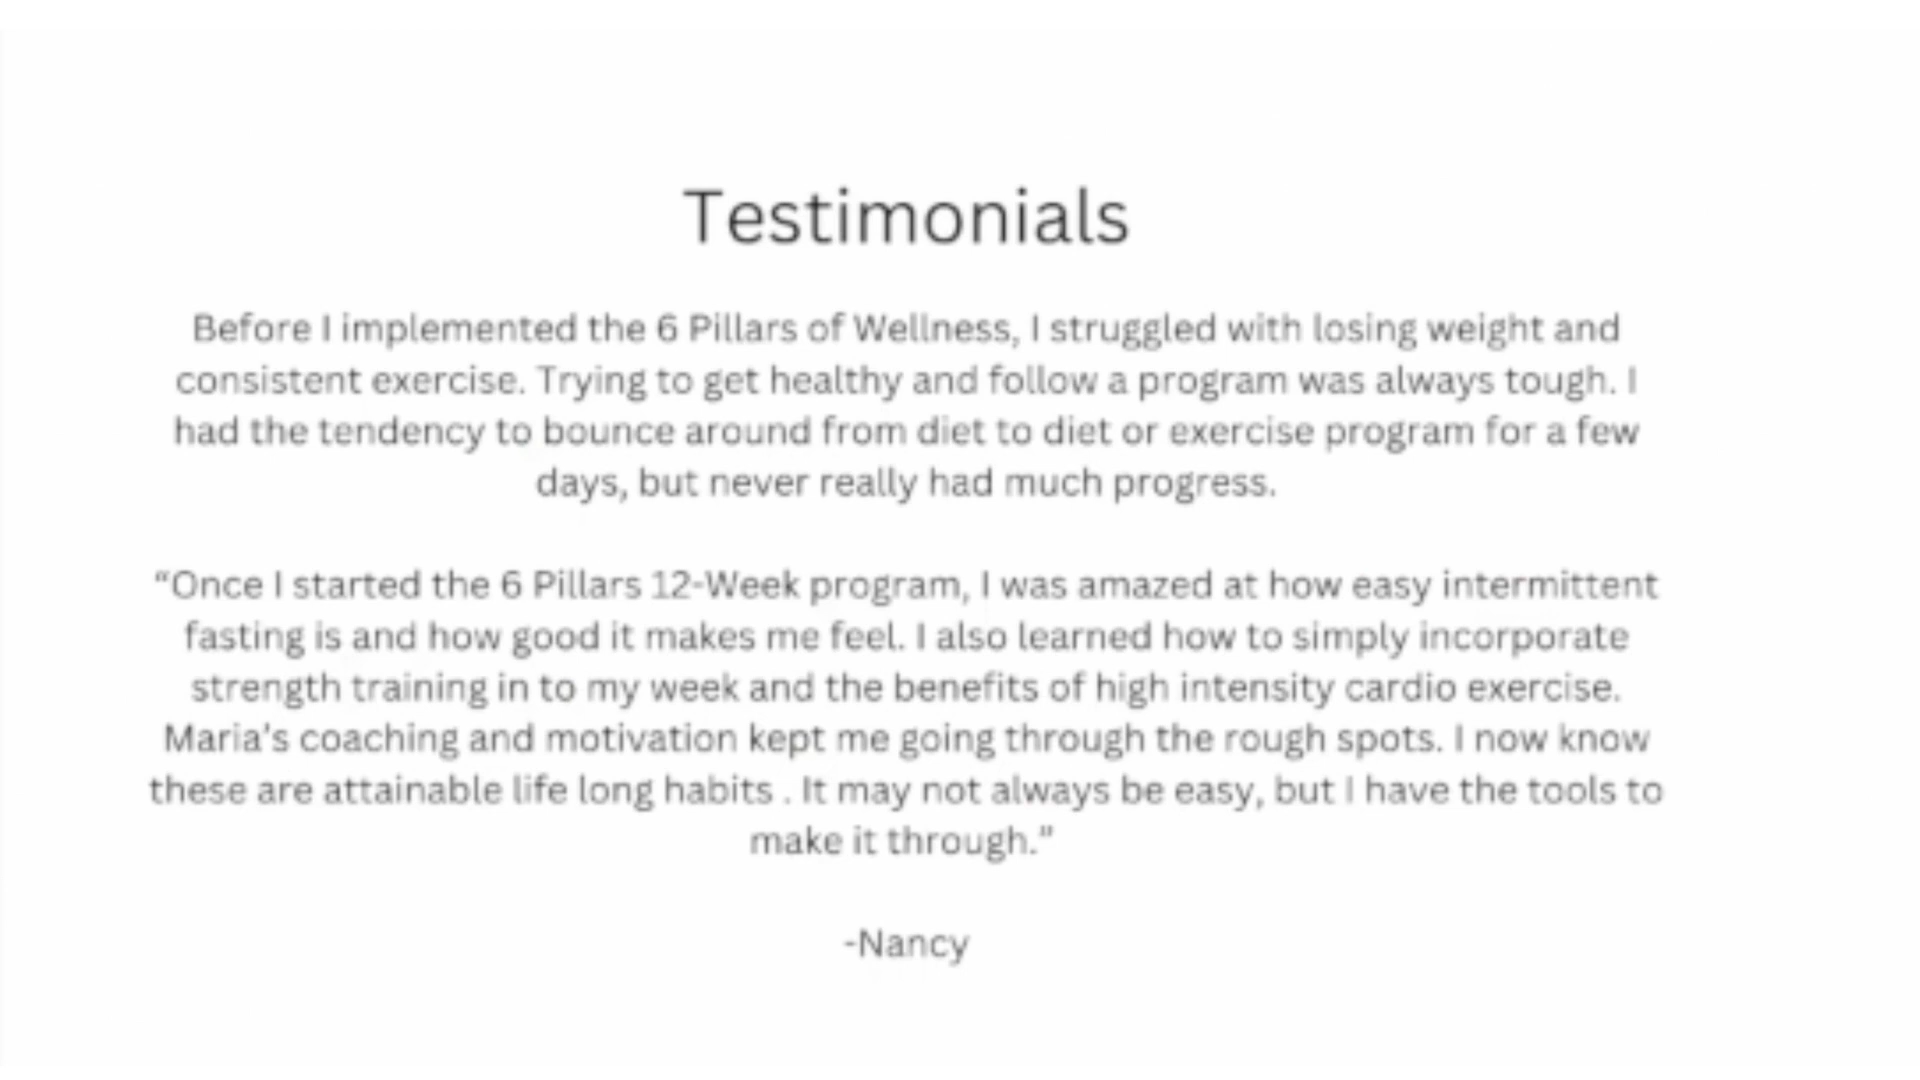 Testimonials
Before I implemented the 6 Pillars of Wellness, I struggled with losing weight and
consistent exercise. Trying to get healthy and follow a program was always tough. I
had the tendency to bounce around from diet to diet or exercise program for a few
days, but never really had much progress.
“Once I started the 6 Pillars 12-Week program, I was amazed at how easy intermittent
fasting is and how good it makes me feel. I also learned how to simply incorporate
strength training in to my week and the benefits of high intensity cardio exercise.
Maria’s coaching and motivation kept me going through the rough spots. I now know
these are attainable life long habits . It may not always be easy, but I have the tools to
make it through.”
-Nancy